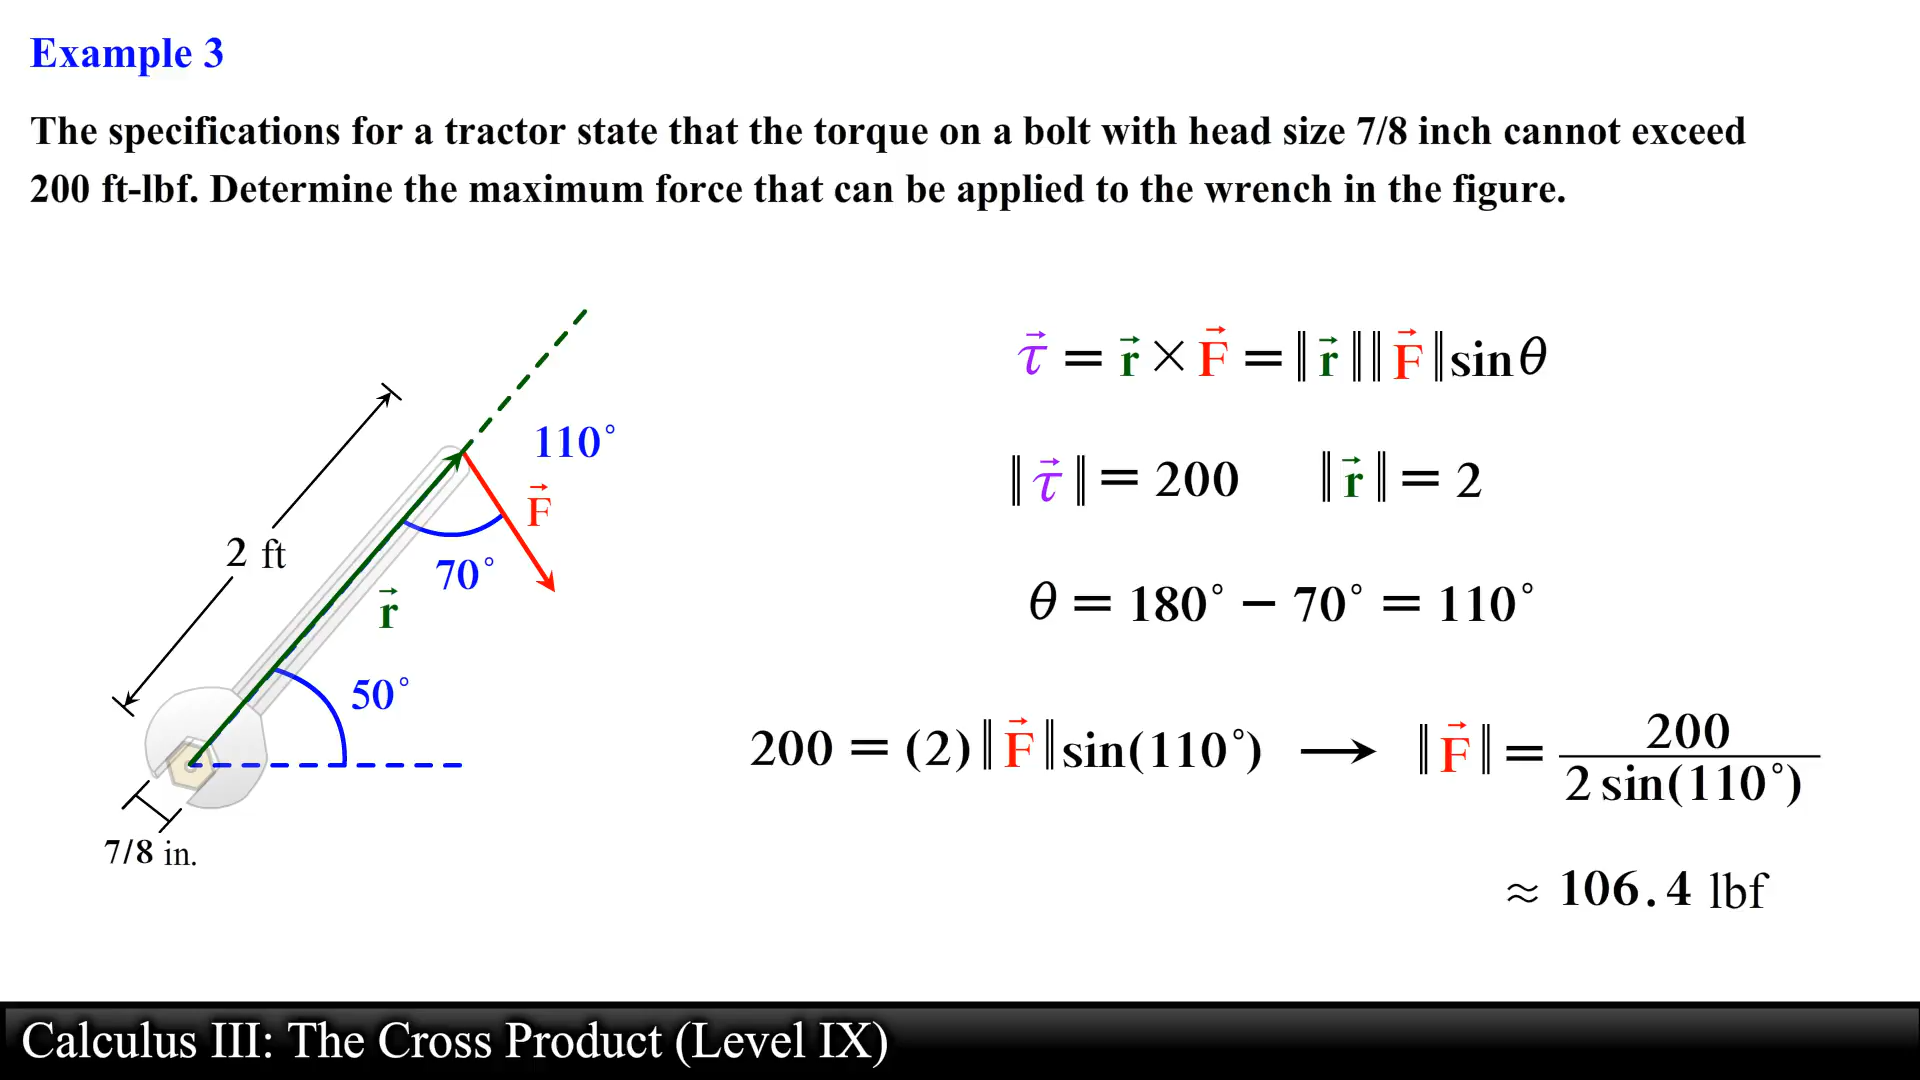 Example 3
The specifications for a tractor state that the torque on a bolt with head size 7/8 inch cannot exceed
200 ft-lbf. Determine the maximum force that can be applied to the wrench in the figure.
110°
F⃗
2 ft
70°
r⃗
50°
7/8 in.
τ⃗ = r⃗ × F⃗ = ‖r⃗‖‖F⃗‖sinθ
‖τ⃗‖ = 200 ‖r⃗‖ = 2
θ = 180° − 70° = 110°
200 = (2)‖F⃗‖sin(110°) → ‖F⃗‖ = 200 / 2 sin(110°)
≈ 106.4 lbf
Calculus III: The Cross Product (Level IX)